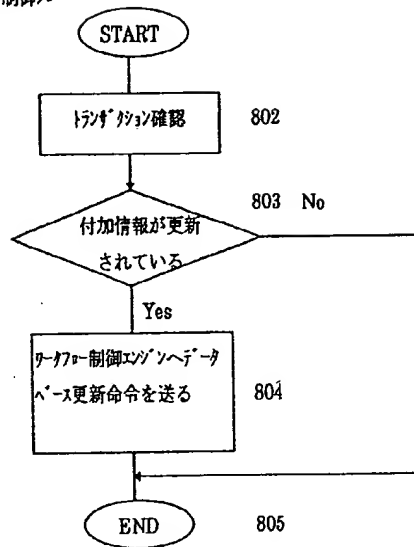 START
トランザクション確認 802
803 No
付加情報が更新
されている
Yes
ワークフロー制御エンジンへデータ
ベース更新命令を送る 804
END 805